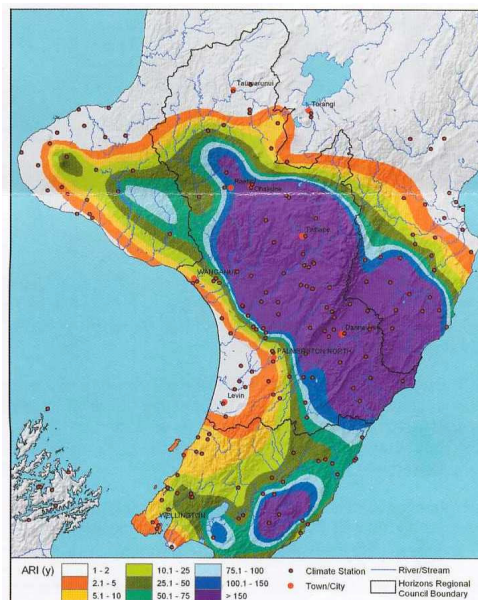 Taumarunui
Turangi
Raetihi
Ohakune
Taihape
WANGANUI
Dannevirke
PALMERSTON NORTH
Levin
WELLINGTON
ARI (y)
1 - 2
2.1 - 5
5.1 - 10
10.1 - 25
25.1 - 50
50.1 - 75
75.1 - 100
100.1 - 150
> 150
Climate Station
Town/City
River/Stream
Horizons Regional
Council Boundary